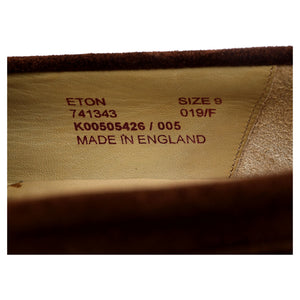 ETON SIZE 9
741343 019/F
K00505426 / 005
MADE IN ENGLAND